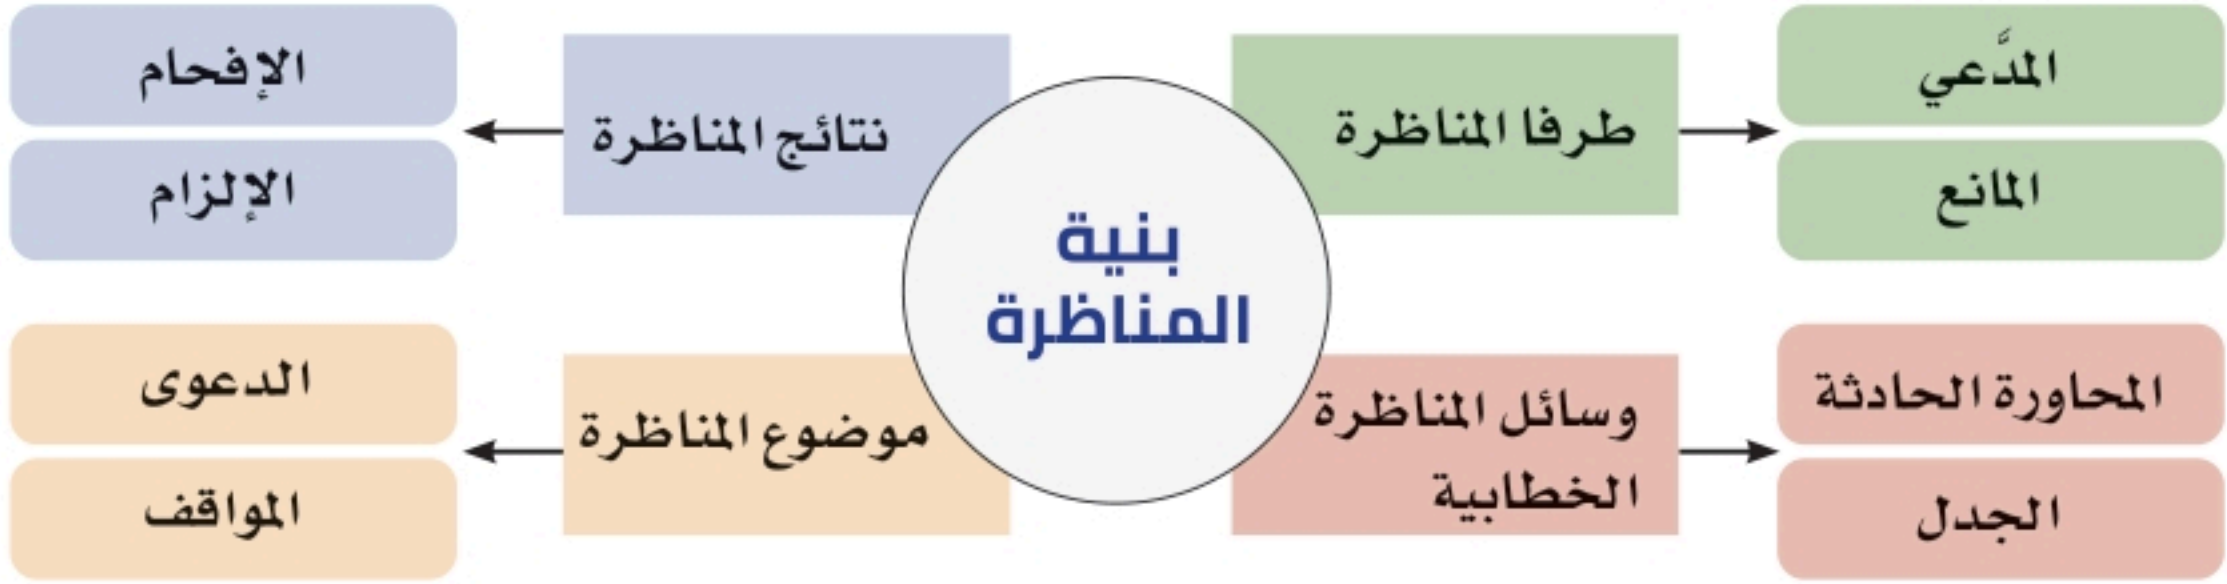 بنية
المناظرة
طرفا المناظرة
المدَّعي
المانع
وسائل المناظرة
الخطابية
المحاورة الحادثة
الجدل
نتائج المناظرة
الإفحام
الإلزام
موضوع المناظرة
الدعوى
المواقف